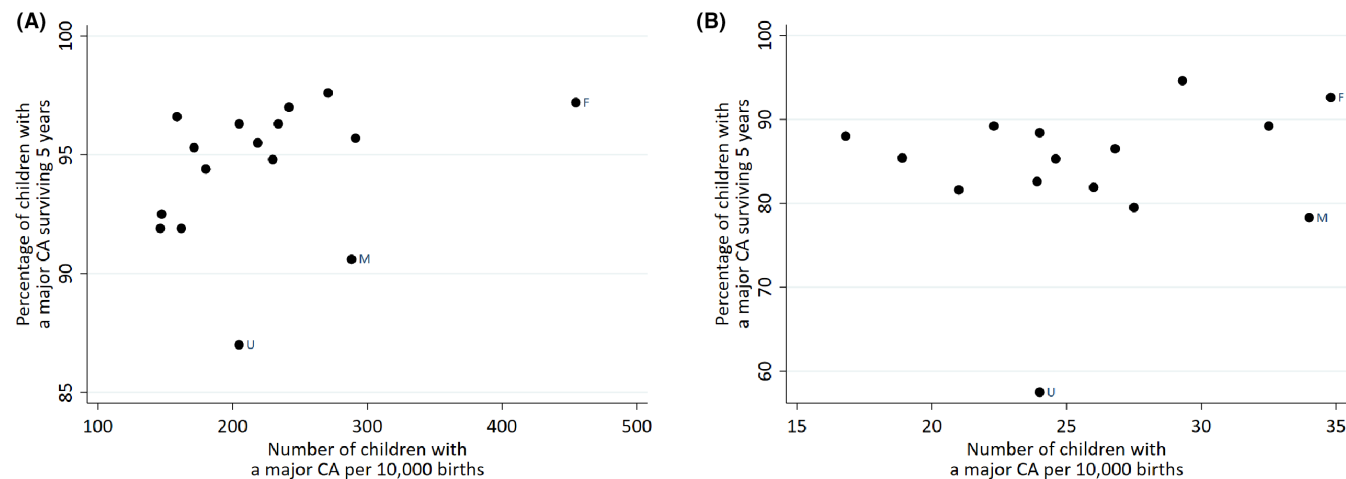 (A)
Percentage of children with
a major CA surviving 5 years
100
95
90
85
F
M
U
100 200 300 400 500
Number of children with
a major CA per 10,000 births
(B)
Percentage of children with
a major CA surviving 5 years
100
90
80
70
60
F
M
U
15 20 25 30 35
Number of children with
a major CA per 10,000 births